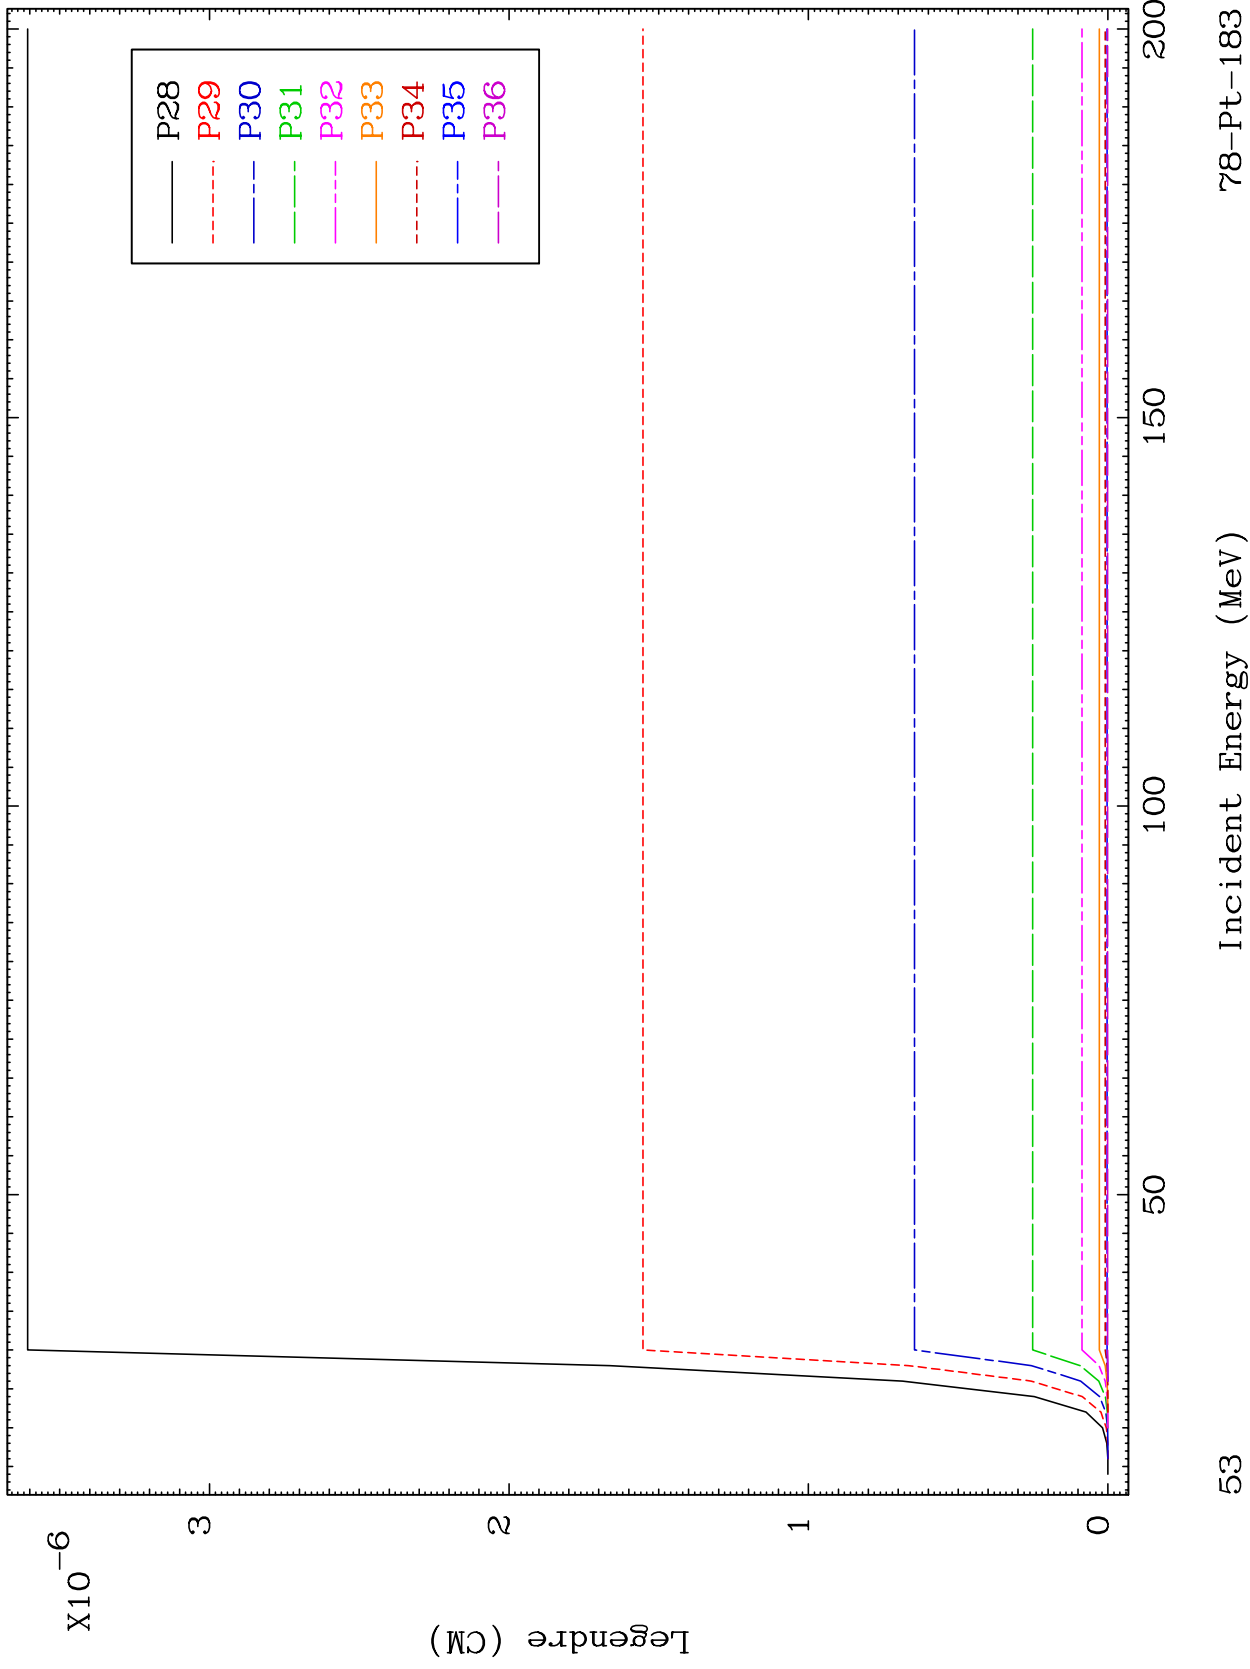 X10⁻⁶
Legendre (CM)
3
2
1
0
P28
P29
P30
P31
P32
P33
P34
P35
P36
50
100
150
200
Incident Energy (MeV)
53
78-Pt-183